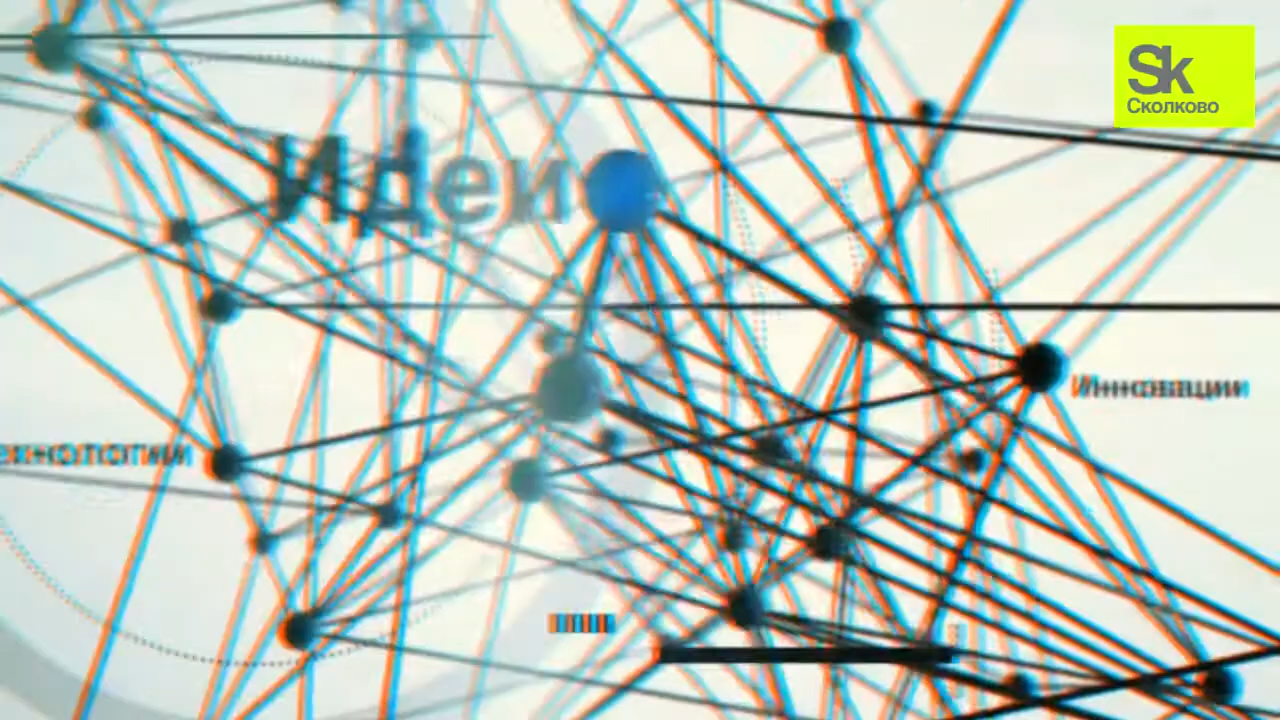 Sk
Сколково
Идеи
Инновации
ехнологии